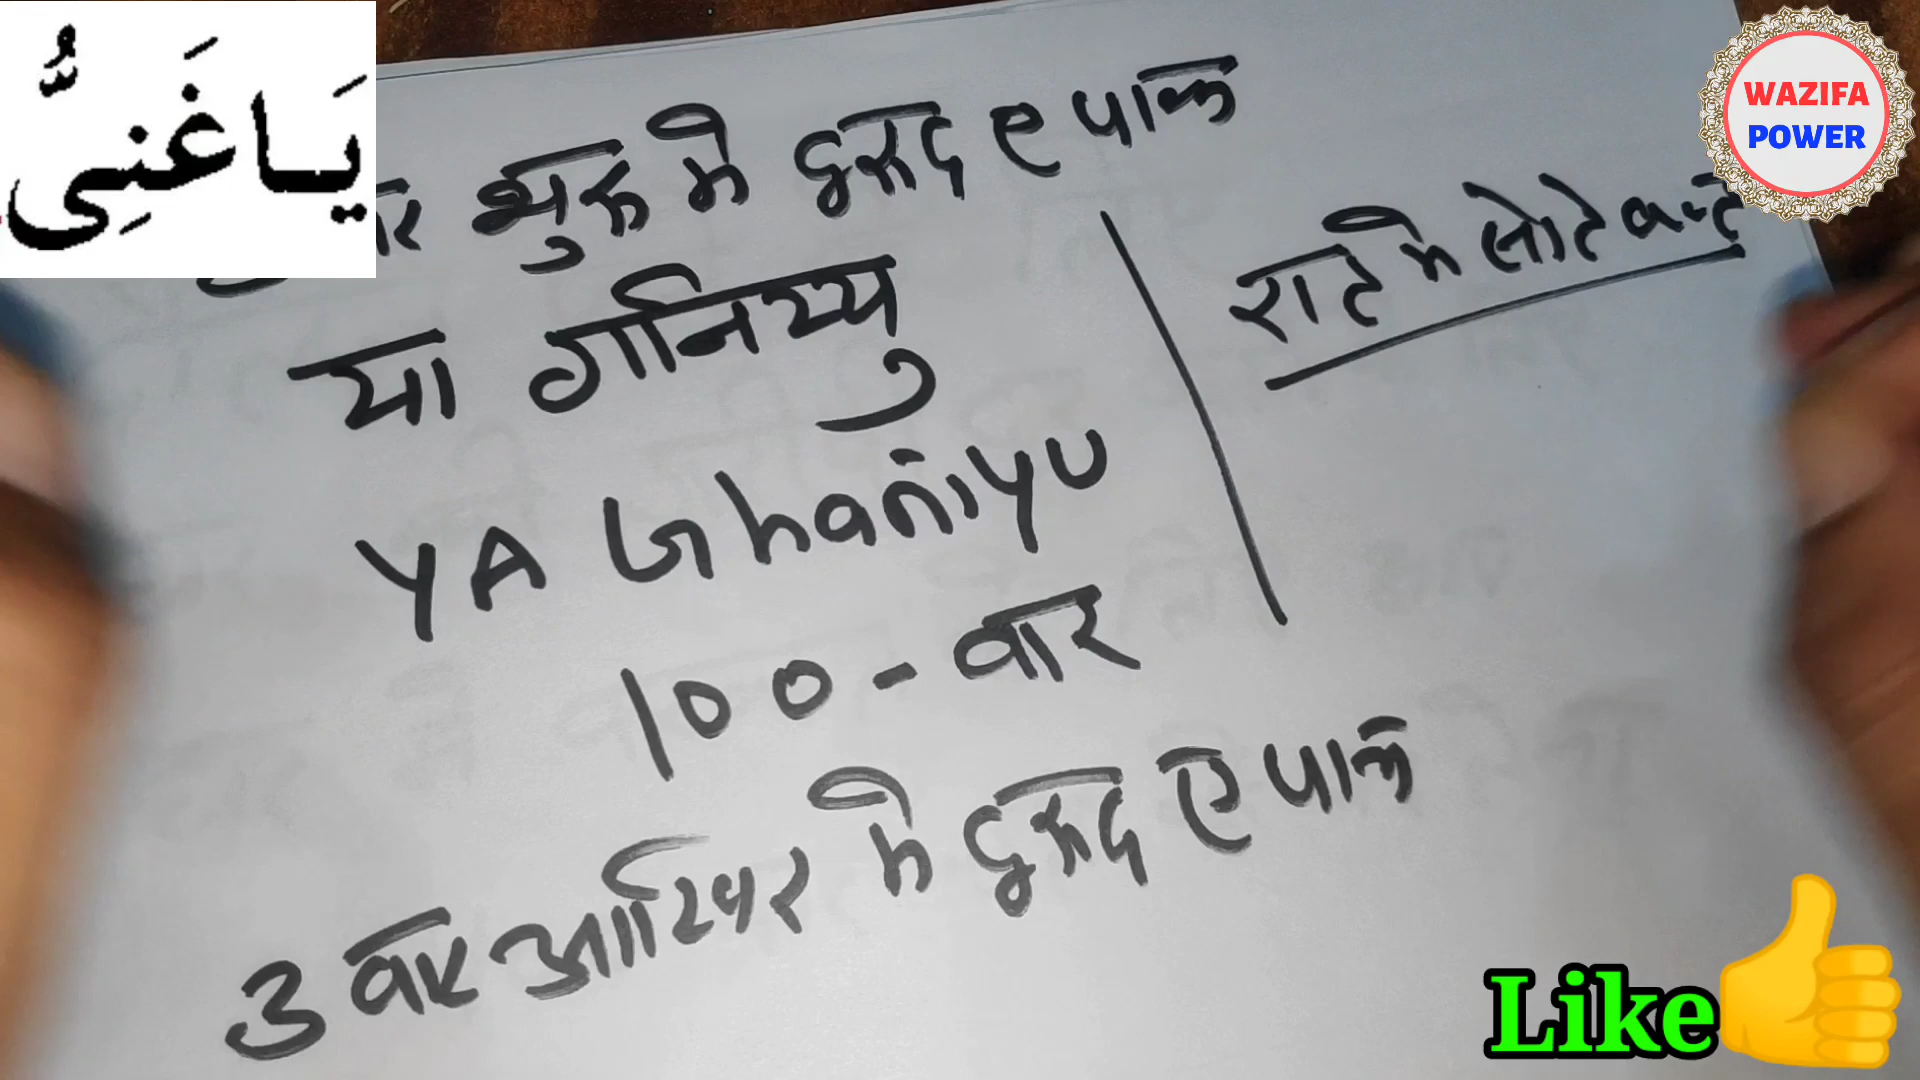 يَاغَنِىُّ
WAZIFA
POWER
शुरू मे दुरूद ए पाक
रात मे सोते वक्त
या गनिय्यु
YA Ghaniyu
100-वार
3 वार आखिर मे दुरूद ए पाक
Like